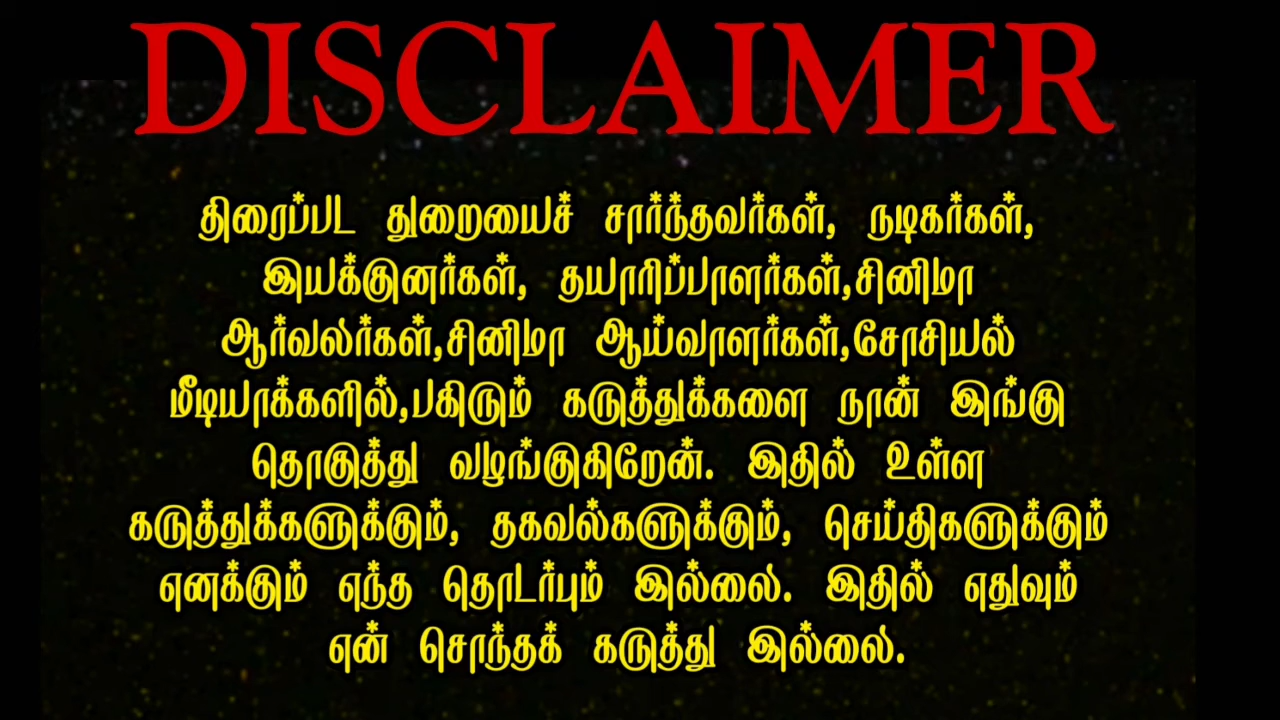 DISCLAIMER
திரைப்பட துறையைச் சார்ந்தவர்கள், நடிகர்கள்,
இயக்குனர்கள், தயாரிப்பாளர்கள்,சினிமா
ஆர்வலர்கள்,சினிமா ஆய்வாளர்கள்,சோசியல்
மீடியாக்களில்,பகிரும் கருத்துக்களை நான் இங்கு
தொகுத்து வழங்குகிறேன். இதில் உள்ள
கருத்துக்களுக்கும், தகவல்களுக்கும், செய்திகளுக்கும்
எனக்கும் எந்த தொடர்பும் இல்லை. இதில் எதுவும்
என் சொந்தக் கருத்து இல்லை.